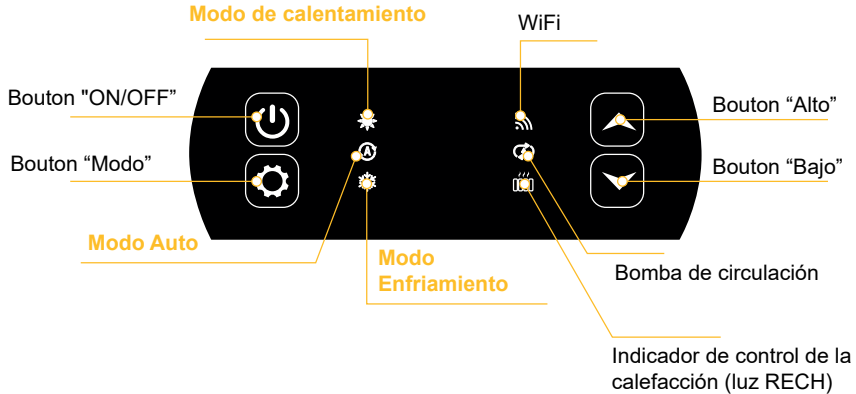 Modo de calentamiento
WiFi
Bouton "ON/OFF”
Bouton “Alto”
Bouton “Modo”
Bouton “Bajo”
A
Modo Auto
Modo
Enfriamiento
Bomba de circulación
Indicador de control de la
calefacción (luz RECH)